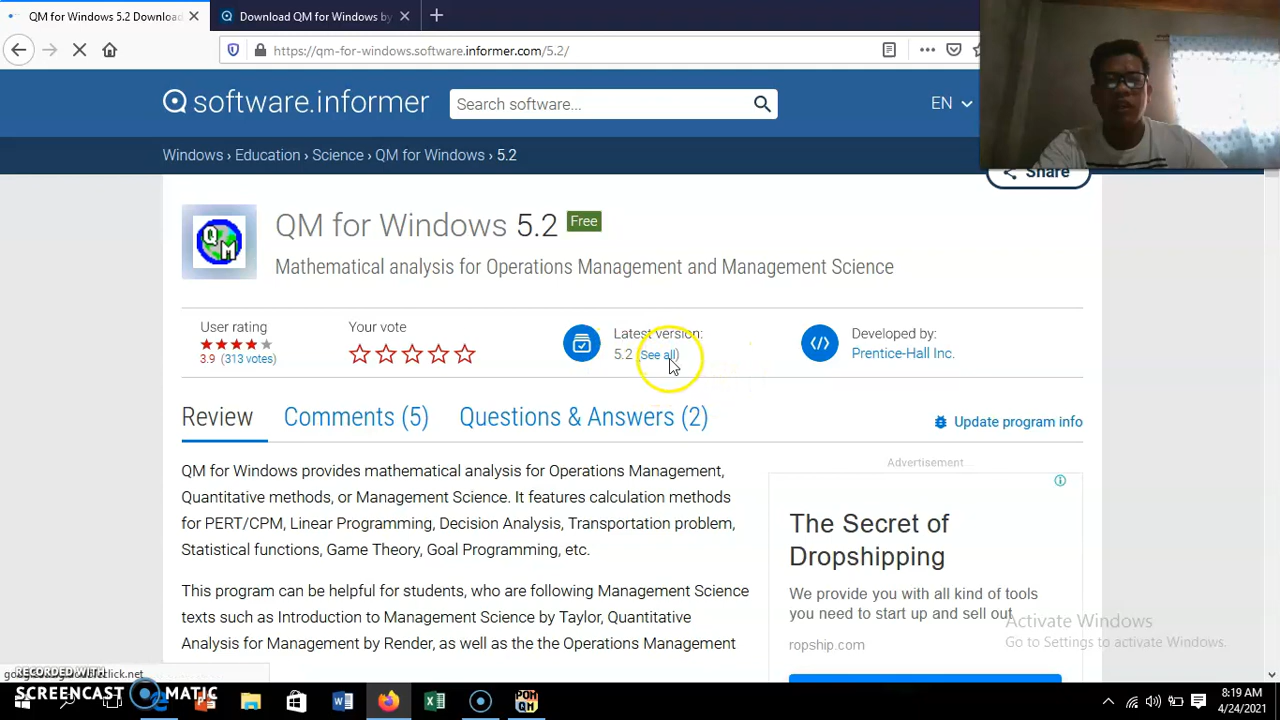 QM for Windows 5.2 Download
Download QM for Windows by
https://qm-for-windows.software.informer.com/5.2/
software.informer
Search software...
EN
Windows › Education › Science › QM for Windows › 5.2
Share
QM for Windows 5.2 Free
Mathematical analysis for Operations Management and Management Science
User rating
3.9 (313 votes)
Your vote
Latest version:
5.2 (See all)
Developed by:
Prentice-Hall Inc.
Review
Comments (5)
Questions & Answers (2)
Update program info
QM for Windows provides mathematical analysis for Operations Management,
Quantitative methods, or Management Science. It features calculation methods
for PERT/CPM, Linear Programming, Decision Analysis, Transportation problem,
Statistical functions, Game Theory, Goal Programming, etc.
This program can be helpful for students, who are following Management Science
texts such as Introduction to Management Science by Taylor, Quantitative
Analysis for Management by Render, as well as the the Operations Management
Advertisement
The Secret of
Dropshipping
We provide you with all kind of tools
you need to start up and sell out
ropship.com
Activate Windows
Go to Settings to activate Windows.
RECORDED WITH
SCREENCAST MATIC
QM
POM
QM
8:19 AM
4/24/2021